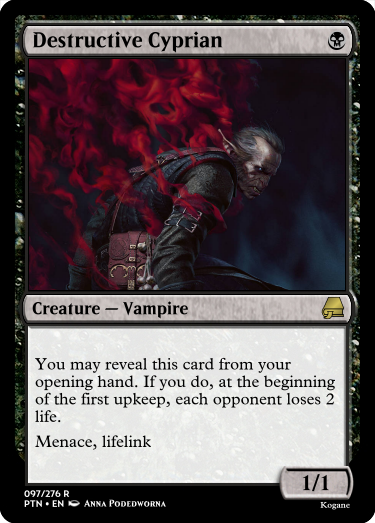 Destructive Cyprian
Creature — Vampire
You may reveal this card from your
opening hand. If you do, at the beginning
of the first upkeep, each opponent loses 2
life.
Menace, lifelink
1/1
097/276 R
PTN • EN Anna Podedworna
Kogane